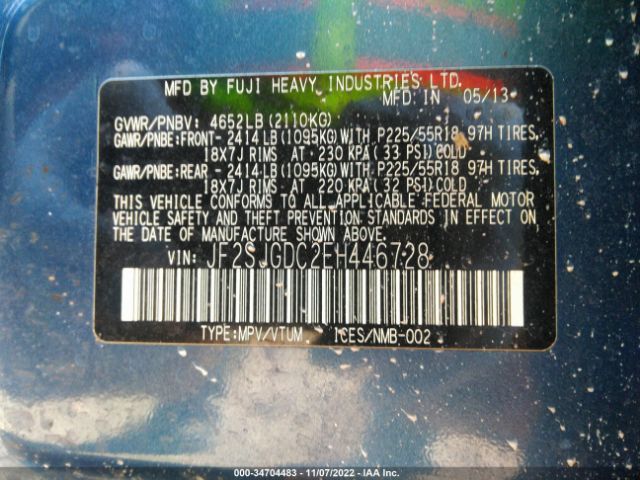 MFD BY FUJI HEAVY INDUSTRIES LTD.
MFD IN 05/13
GVWR/PNBV: 4652LB (2110KG)
GAWR/PNBE:FRONT- 2414 LB(1095KG) WITH P225/55R18 97H TIRES,
18X7J RIMS AT 230 KPA(33 PSI) COLD
GAWR/PNBE:REAR - 2414 LB(1095KG) WITH P225/55R18 97H TIRES,
18X7J RIMS AT 220 KPA(32 PSI) COLD
THIS VEHICLE CONFORMS TO ALL APPLICABLE FEDERAL MOTOR
VEHICLE SAFETY AND THEFT PREVENTION STANDARDS IN EFFECT ON
THE DATE OF MANUFACTURE SHOWN ABOVE.
VIN: JF2SJGDC2EH446728
TYPE:MPV/VTUM ICES/NMB-002
000-34704483 - 11/07/2022 - IAA Inc.